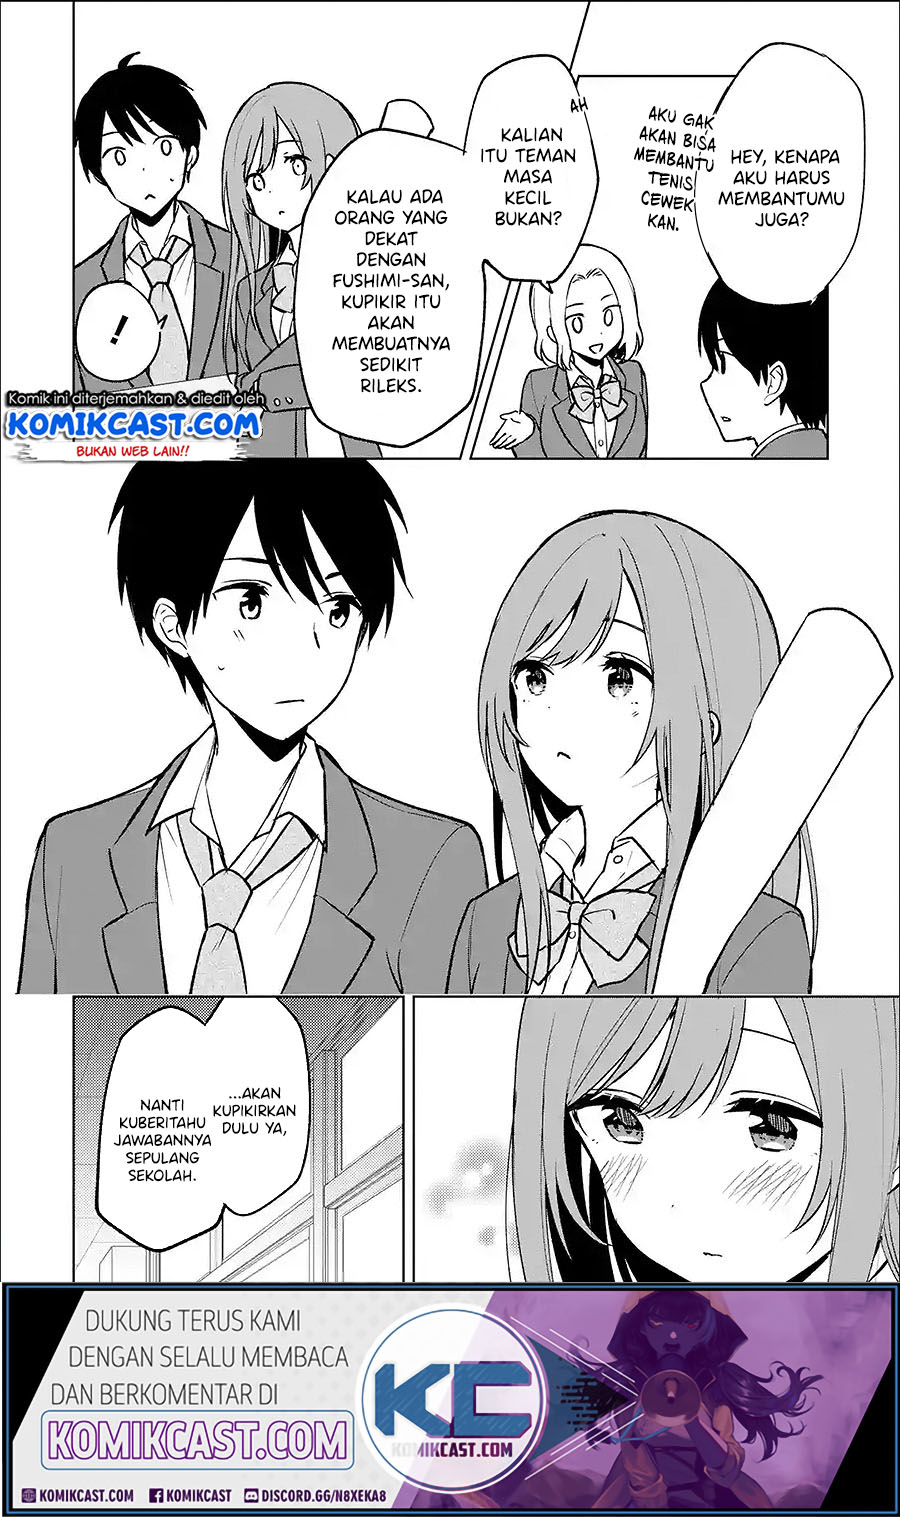 HEY, KENAPA
AKU HARUS
MEMBANTUMU
JUGA?
AKU GAK
AKAN BISA
MEMBANTU
TENIS
CEWEK
KAN.
AH
KALIAN
ITU TEMAN
MASA
KECIL
BUKAN?
KALAU ADA
ORANG YANG
DEKAT
DENGAN
FUSHIMI-SAN,
KUPIKIR ITU
AKAN
MEMBUATNYA
SEDIKIT
RILEKS.
!
Komik ini diterjemahkan & diedit oleh
KOMIKCAST.COM
BUKAN WEB LAIN!!
...AKAN
KUPIKIRKAN
DULU YA,
NANTI
KUBERITAHU
JAWABANNYA
SEPULANG
SEKOLAH.
DUKUNG TERUS KAMI
DENGAN SELALU MEMBACA
DAN BERKOMENTAR DI
KOMIKCAST.COM
KOMIKCAST.COM KOMIKCAST DISCORD.GG/N8XEKA8
KC
KOMIKCAST.COM